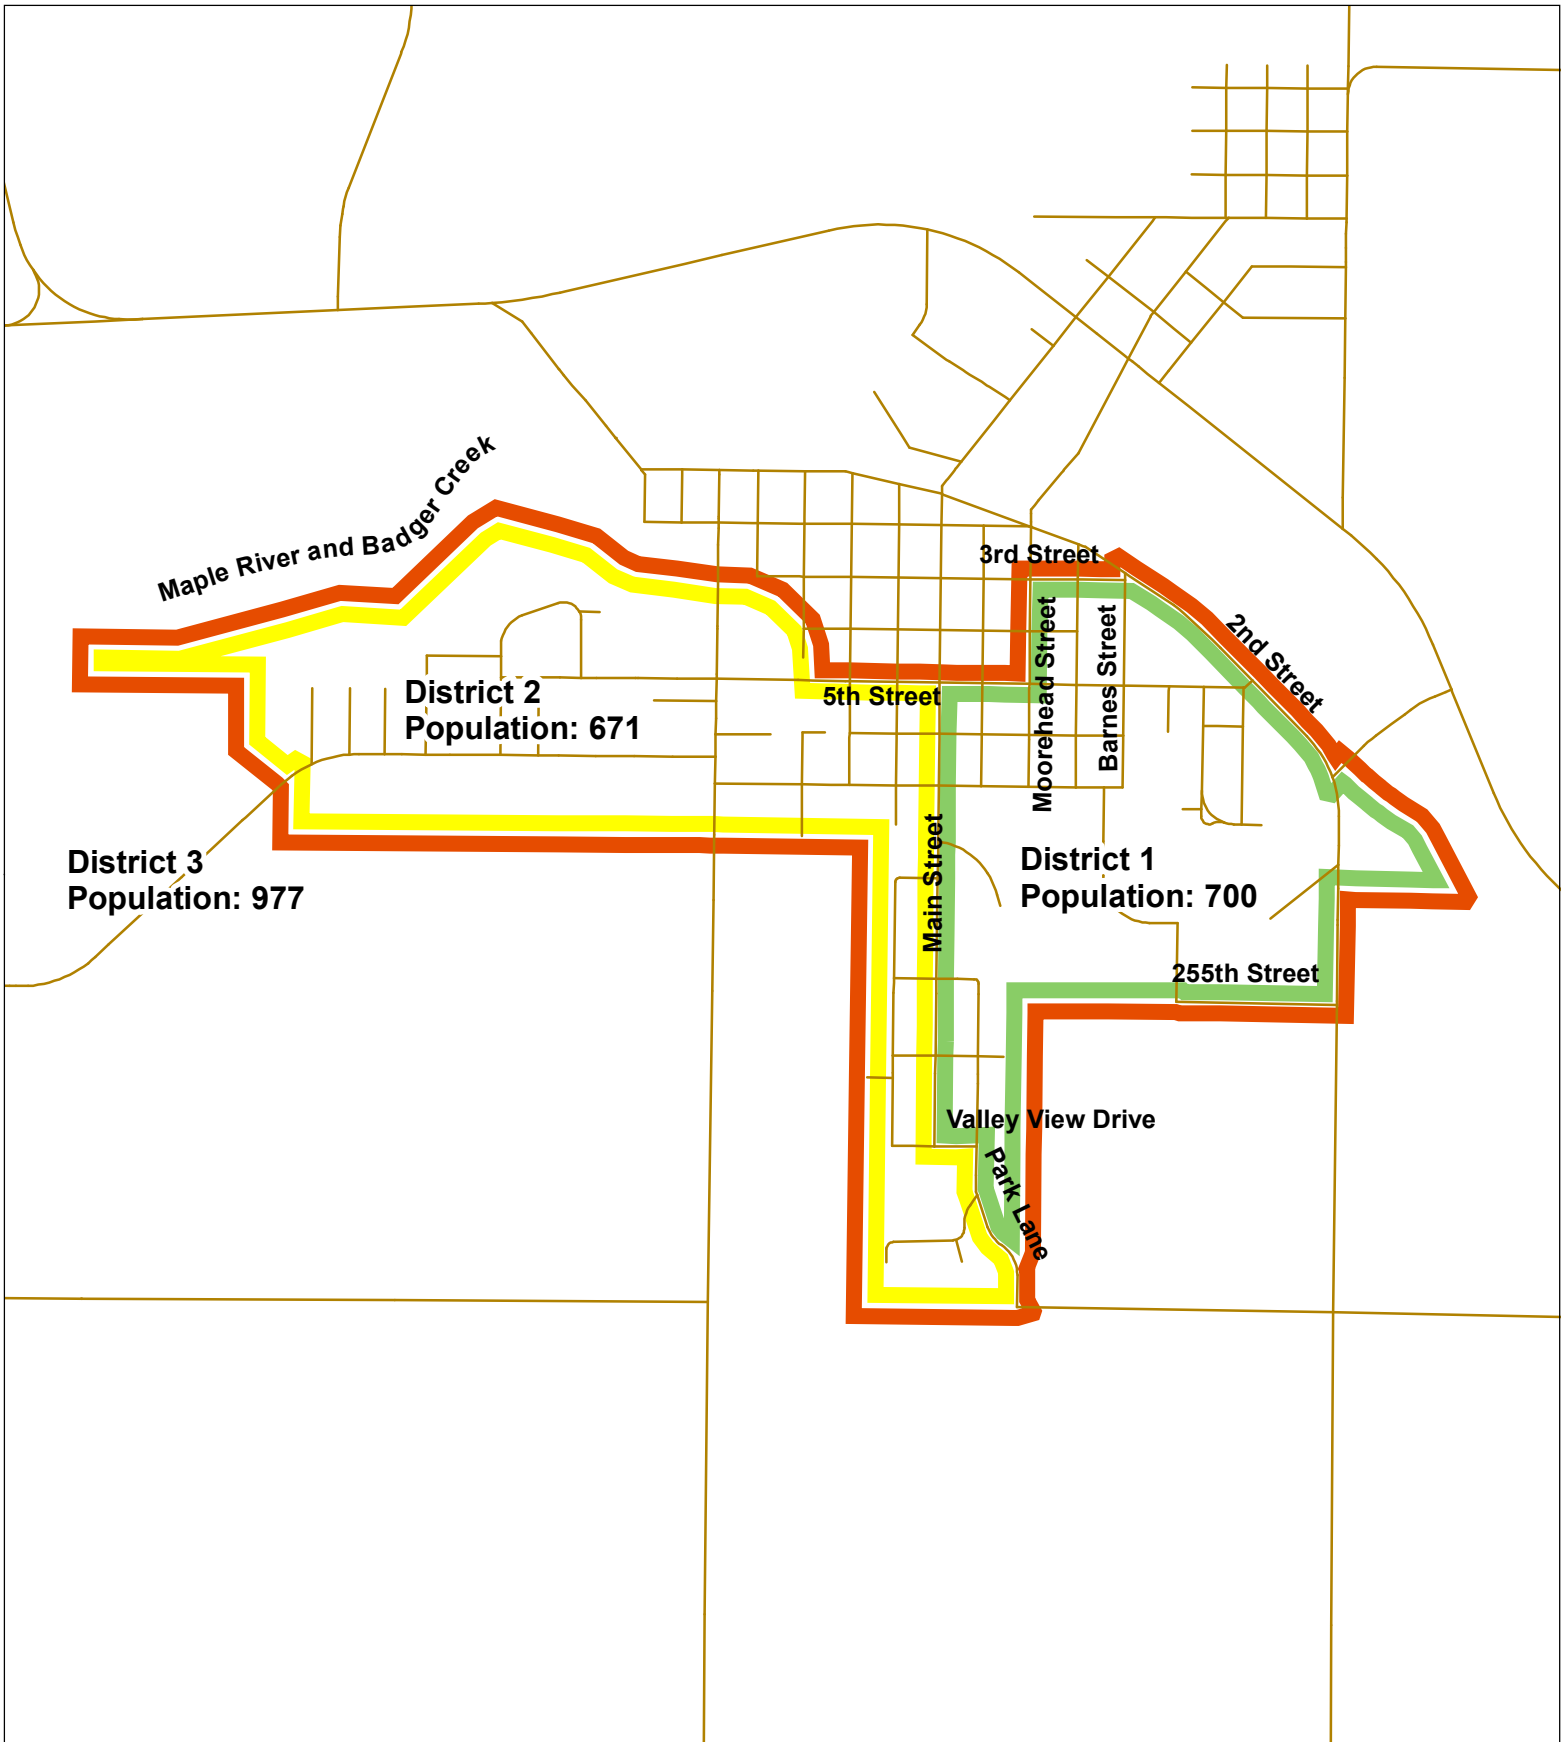 Maple River and Badger Creek
3rd Street
2nd Street
Moorehead Street
Barnes Street
District 2
Population: 671
5th Street
Main Street
District 3
Population: 977
District 1
Population: 700
255th Street
Valley View Drive
Park Lane